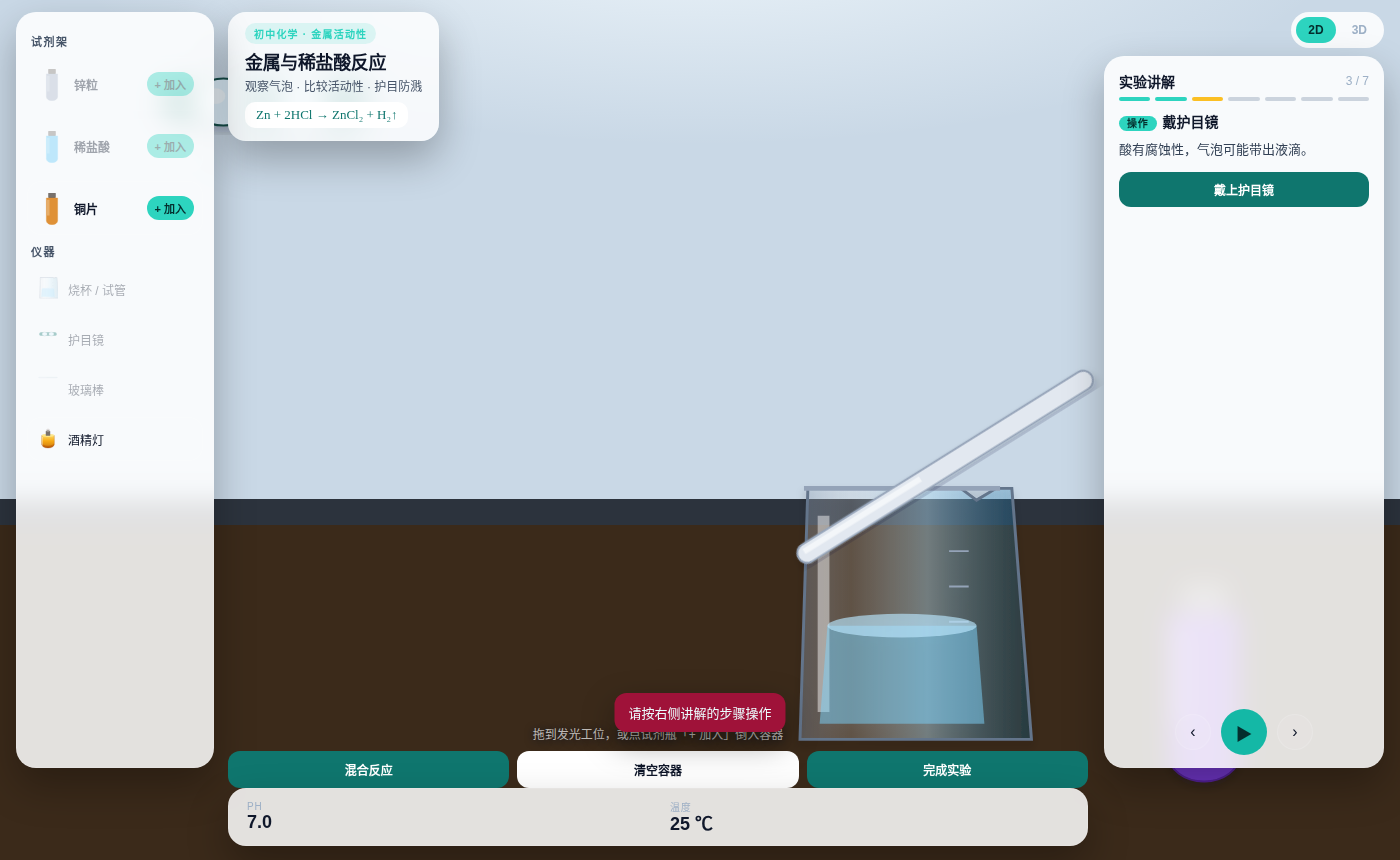 试剂架
锌粒
+ 加入
稀盐酸
+ 加入
铜片
+ 加入
仪器
烧杯 / 试管
护目镜
玻璃棒
酒精灯
初中化学 · 金属活动性
金属与稀盐酸反应
观察气泡 · 比较活动性 · 护目防溅
Zn + 2HCl → ZnCl₂ + H₂↑
2D
3D
实验讲解
3 / 7
操作
戴护目镜
酸有腐蚀性，气泡可能带出液滴。
戴上护目镜
请按右侧讲解的步骤操作
拖到发光工位，或点试剂瓶「+ 加入」倒入容器
混合反应
清空容器
完成实验
PH
7.0
温度
25 ℃